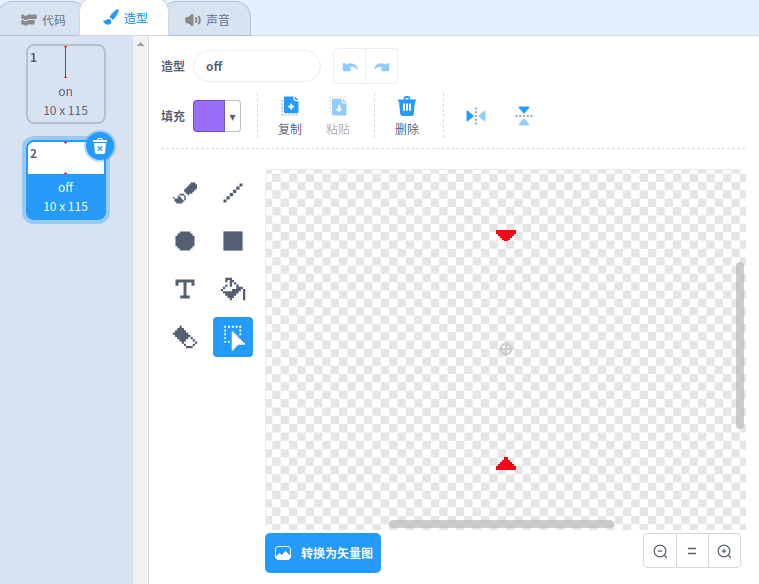 代码
造型
声音
1
on
10 x 115
2
off
10 x 115
造型
off
填充
复制
粘贴
删除
转换为矢量图